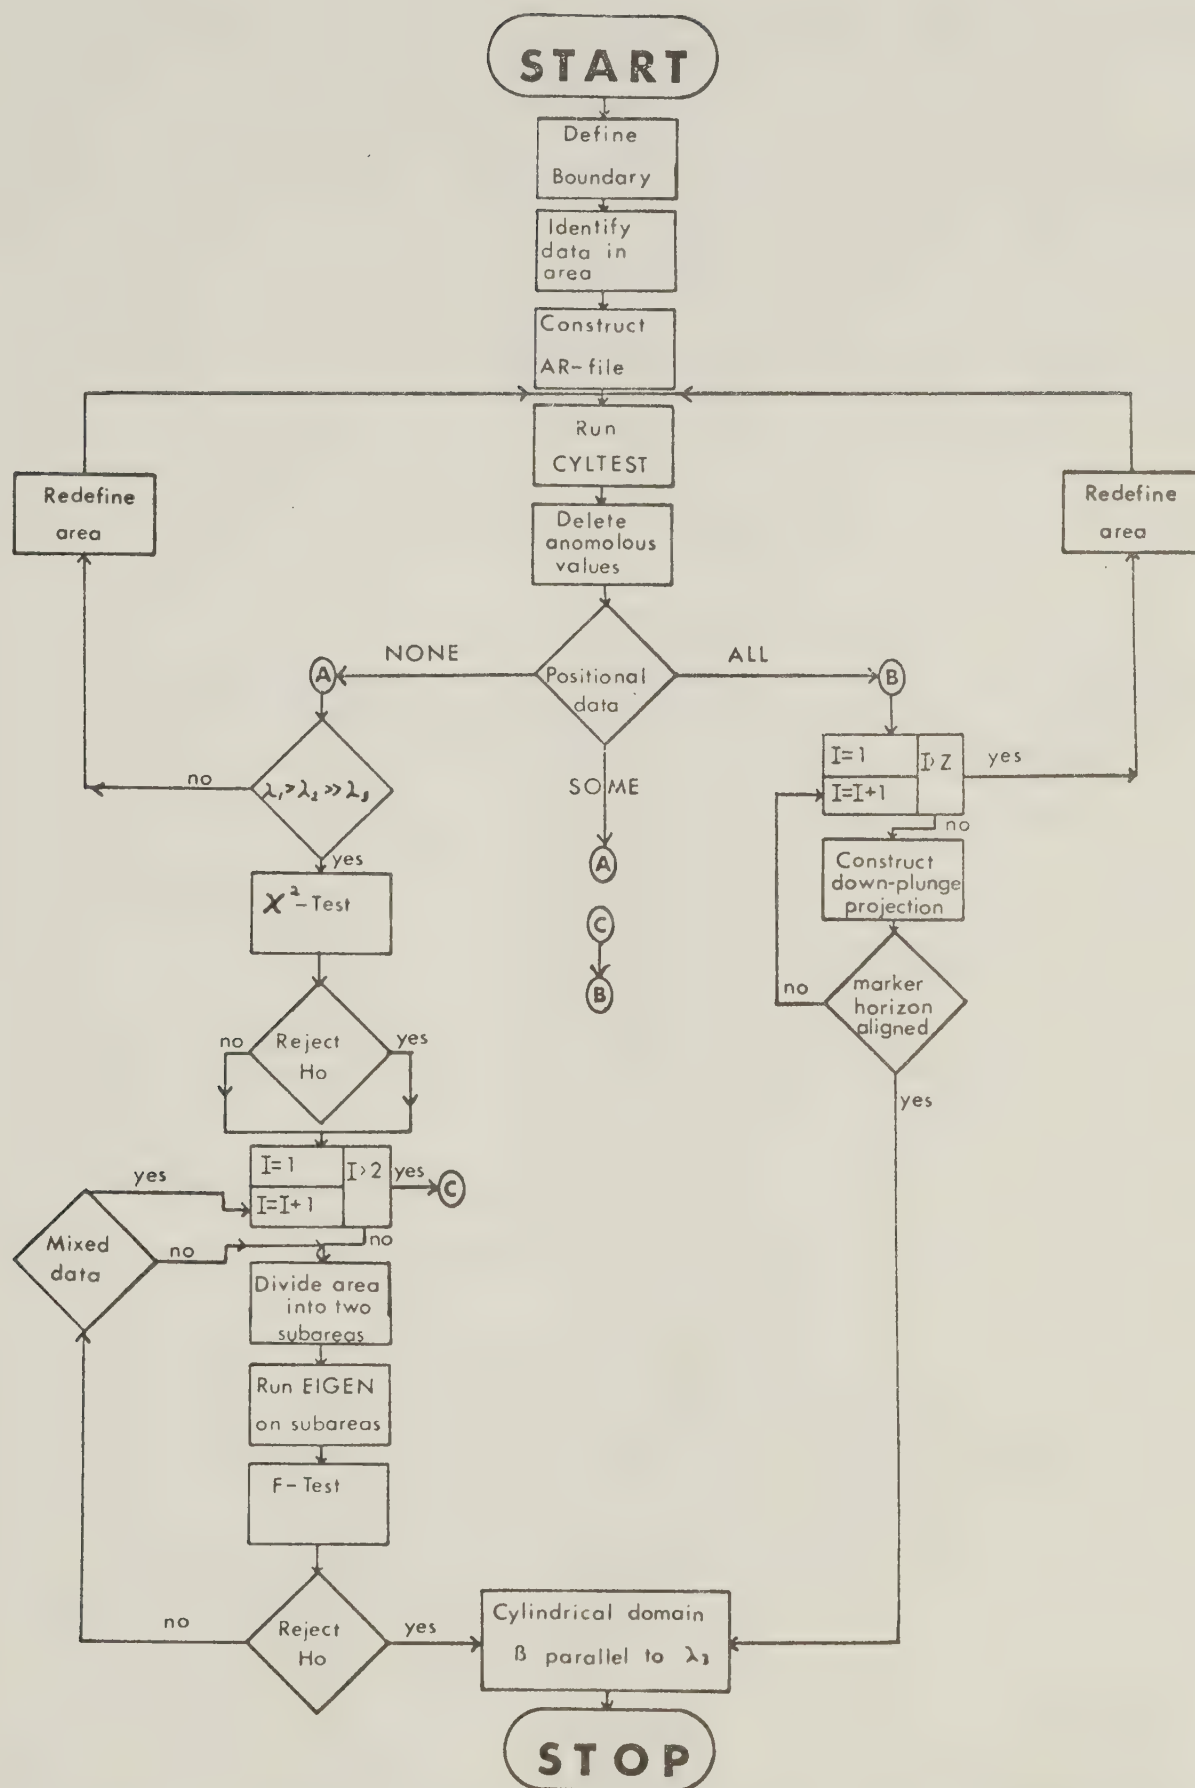 START
Define
Boundary
Identify
data in
area
Construct
AR-file
Run
CYLTEST
Delete
anomolous
values
Redefine
area
Redefine
area
NONE
Positional
data
ALL
SOME
A
B
no
λ₁>λ₂≫λ₃
yes
χ²-Test
A
C
B
I=1
I=I+1
I>Z
yes
no
Construct
down-plunge
projection
no
marker
horizon
aligned
yes
no
Reject
Ho
yes
I=1
I=I+1
I>2
yes
C
no
yes
Mixed
data
no
Divide area
into two
subareas
Run EIGEN
on subareas
F-Test
no
Reject
Ho
yes
Cylindrical domain
β parallel to λ₃
STOP